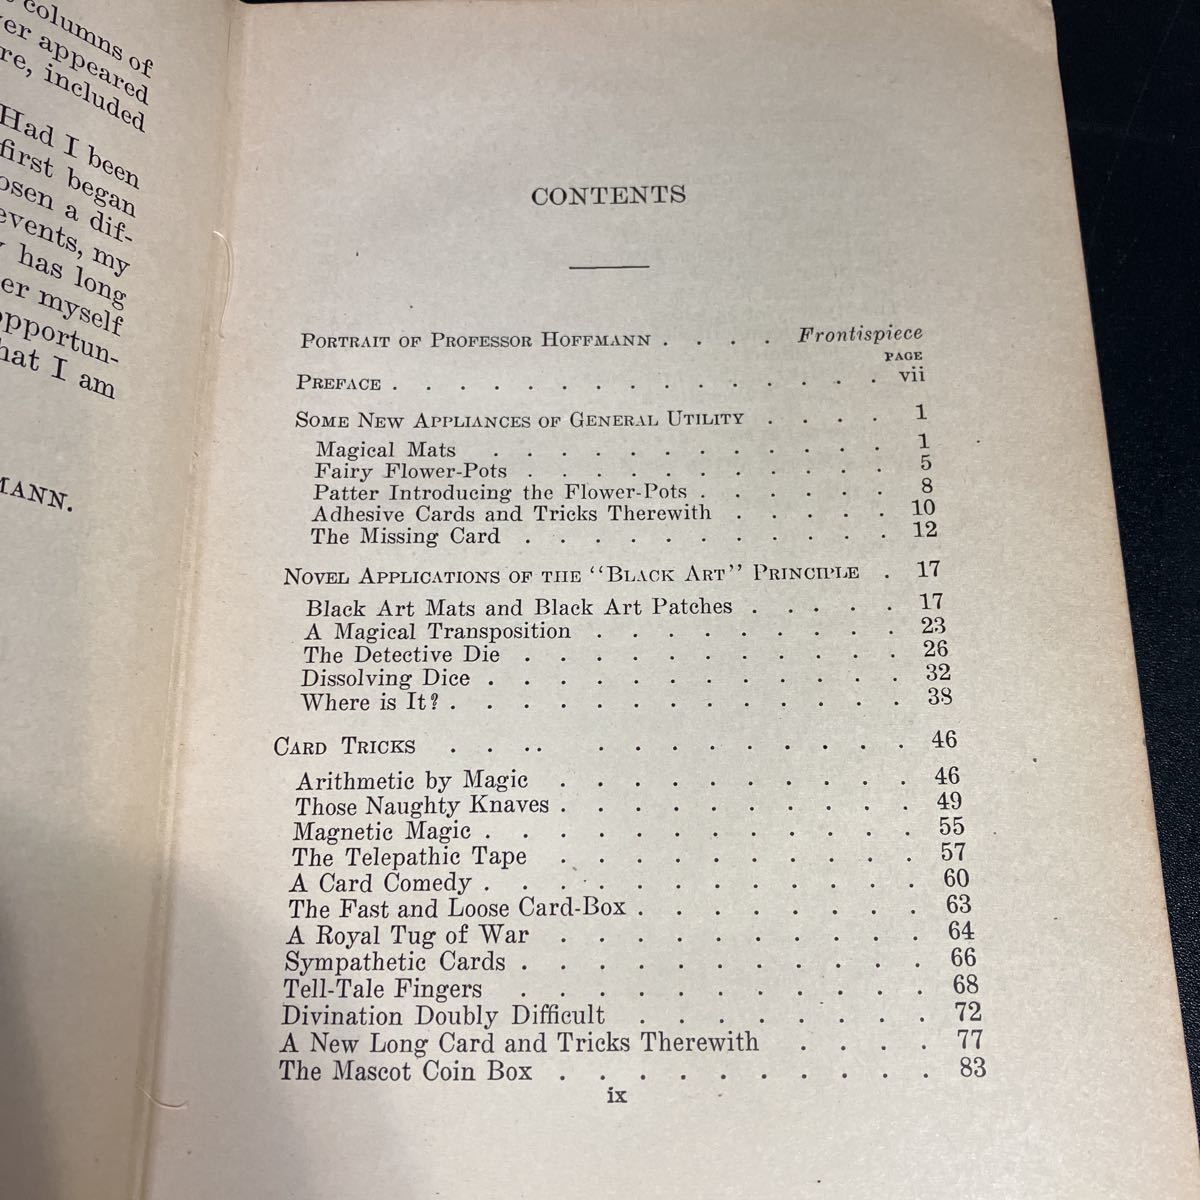 columns of
er appeared
re, included
Had I been
first began
osen a dif-
events, my
has long
er myself
opportun-
hat I am
MANN.
CONTENTS
PORTRAIT OF PROFESSOR HOFFMANN . . . . Frontispiece
PAGE
PREFACE . . . . . . . . . . . . . . . . vii
SOME NEW APPLIANCES OF GENERAL UTILITY . . . . 1
Magical Mats . . . . . . . . . . . . 1
Fairy Flower-Pots . . . . . . . . . . . 5
Patter Introducing the Flower-Pots . . . . . . 8
Adhesive Cards and Tricks Therewith . . . . . 10
The Missing Card . . . . . . . . . . . 12
NOVEL APPLICATIONS OF THE "BLACK ART" PRINCIPLE . 17
Black Art Mats and Black Art Patches . . . . . 17
A Magical Transposition . . . . . . . . . 23
The Detective Die . . . . . . . . . . . 26
Dissolving Dice . . . . . . . . . . . . 32
Where is It? . . . . . . . . . . . . . 38
CARD TRICKS . . . . . . . . . . . . . 46
Arithmetic by Magic . . . . . . . . . . 46
Those Naughty Knaves . . . . . . . . . . 49
Magnetic Magic . . . . . . . . . . . . 55
The Telepathic Tape . . . . . . . . . . 57
A Card Comedy . . . . . . . . . . . . 60
The Fast and Loose Card-Box . . . . . . . . 63
A Royal Tug of War . . . . . . . . . . 64
Sympathetic Cards . . . . . . . . . . . 66
Tell-Tale Fingers . . . . . . . . . . . 68
Divination Doubly Difficult . . . . . . . . 72
A New Long Card and Tricks Therewith . . . . 77
The Mascot Coin Box . . . . . . . . . . 83
ix